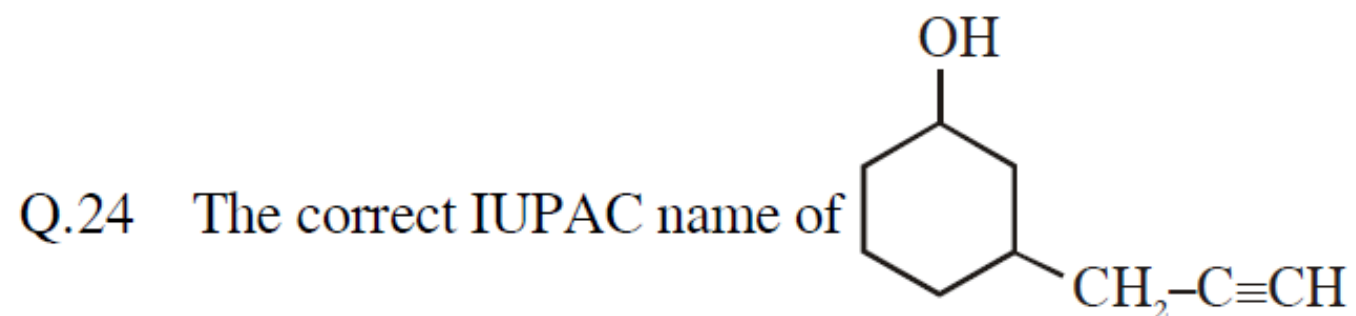 OH
Q.24 The correct IUPAC name of
CH₂–C≡CH